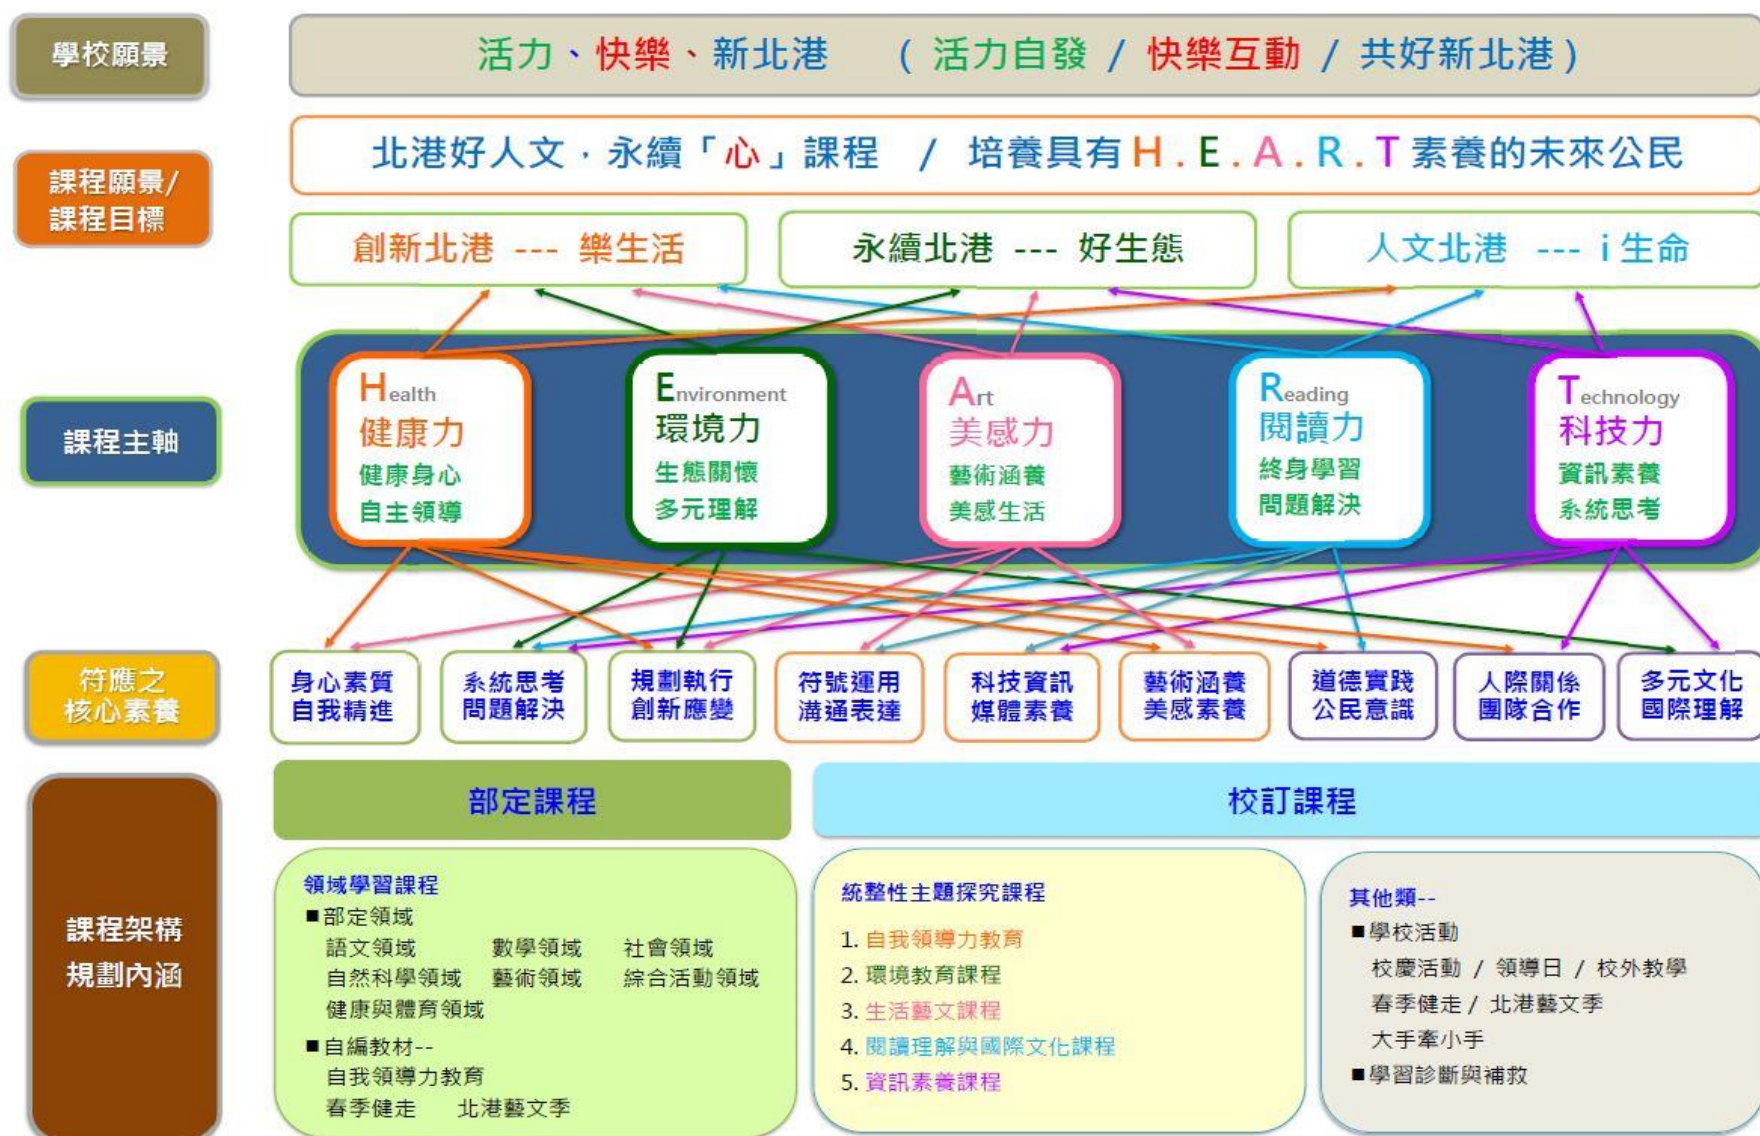 學校願景
活力、快樂、新北港 ( 活力自發 / 快樂互動 / 共好新北港 )
課程願景/
課程目標
北港好人文．永續「心」課程 / 培養具有 H . E . A . R . T 素養的未來公民
創新北港 --- 樂生活
永續北港 --- 好生態
人文北港 --- i 生命
課程主軸
Health
健康力
健康身心
自主領導
Environment
環境力
生態關懷
多元理解
Art
美感力
藝術涵養
美感生活
Reading
閱讀力
終身學習
問題解決
Technology
科技力
資訊素養
系統思考
符應之
核心素養
身心素質
自我精進
系統思考
問題解決
規劃執行
創新應變
符號運用
溝通表達
科技資訊
媒體素養
藝術涵養
美感素養
道德實踐
公民意識
人際關係
團隊合作
多元文化
國際理解
課程架構
規劃內涵
部定課程
領域學習課程
■部定領域
語文領域 數學領域 社會領域
自然科學領域 藝術領域 綜合活動領域
健康與體育領域
■自編教材--
自我領導力教育
春季健走 北港藝文季
校訂課程
統整性主題探究課程
1. 自我領導力教育
2. 環境教育課程
3. 生活藝文課程
4. 閱讀理解與國際文化課程
5. 資訊素養課程
其他類--
■學校活動
校慶活動 / 領導日 / 校外教學
春季健走 / 北港藝文季
大手牽小手
■學習診斷與補救